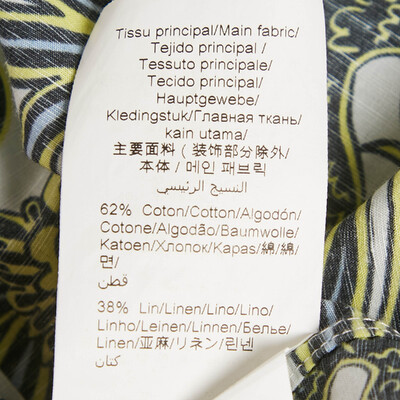 Tissu principal/Main fabric/
Tejido principal /
Tessuto principale/
Tecido principal /
Hauptgewebe/
Kledingstuk/Главная ткань/
kain utama/
主要面料 ( 装饰部分除外/
本体 / 메인 패브릭
النسيج الرئيسي
62% Coton/Cotton/Algodón/
Cotone/Algodão/Baumwolle/
Katoen/Хлопок/Kapas/綿/綿/
면/
قطن
38% Lin/Linen/Lino/Lino/
Linho/Leinen/Linnen/Белье/
Linen/亚麻/リネン/린넨
كتان